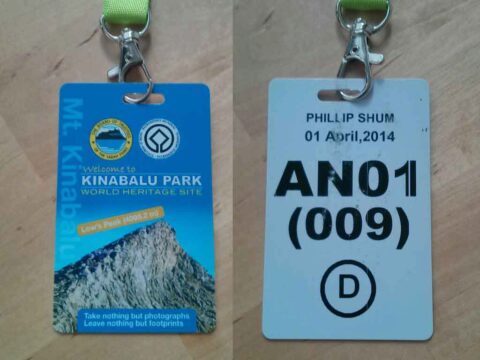 Mt. Kinabalu
Welcome to
KINABALU PARK
WORLD HERITAGE SITE
Low's Peak (4095.2 m)
Take nothing but photographs
Leave nothing but footprints
PHILLIP SHUM
01 April,2014
AN01
(009)
D